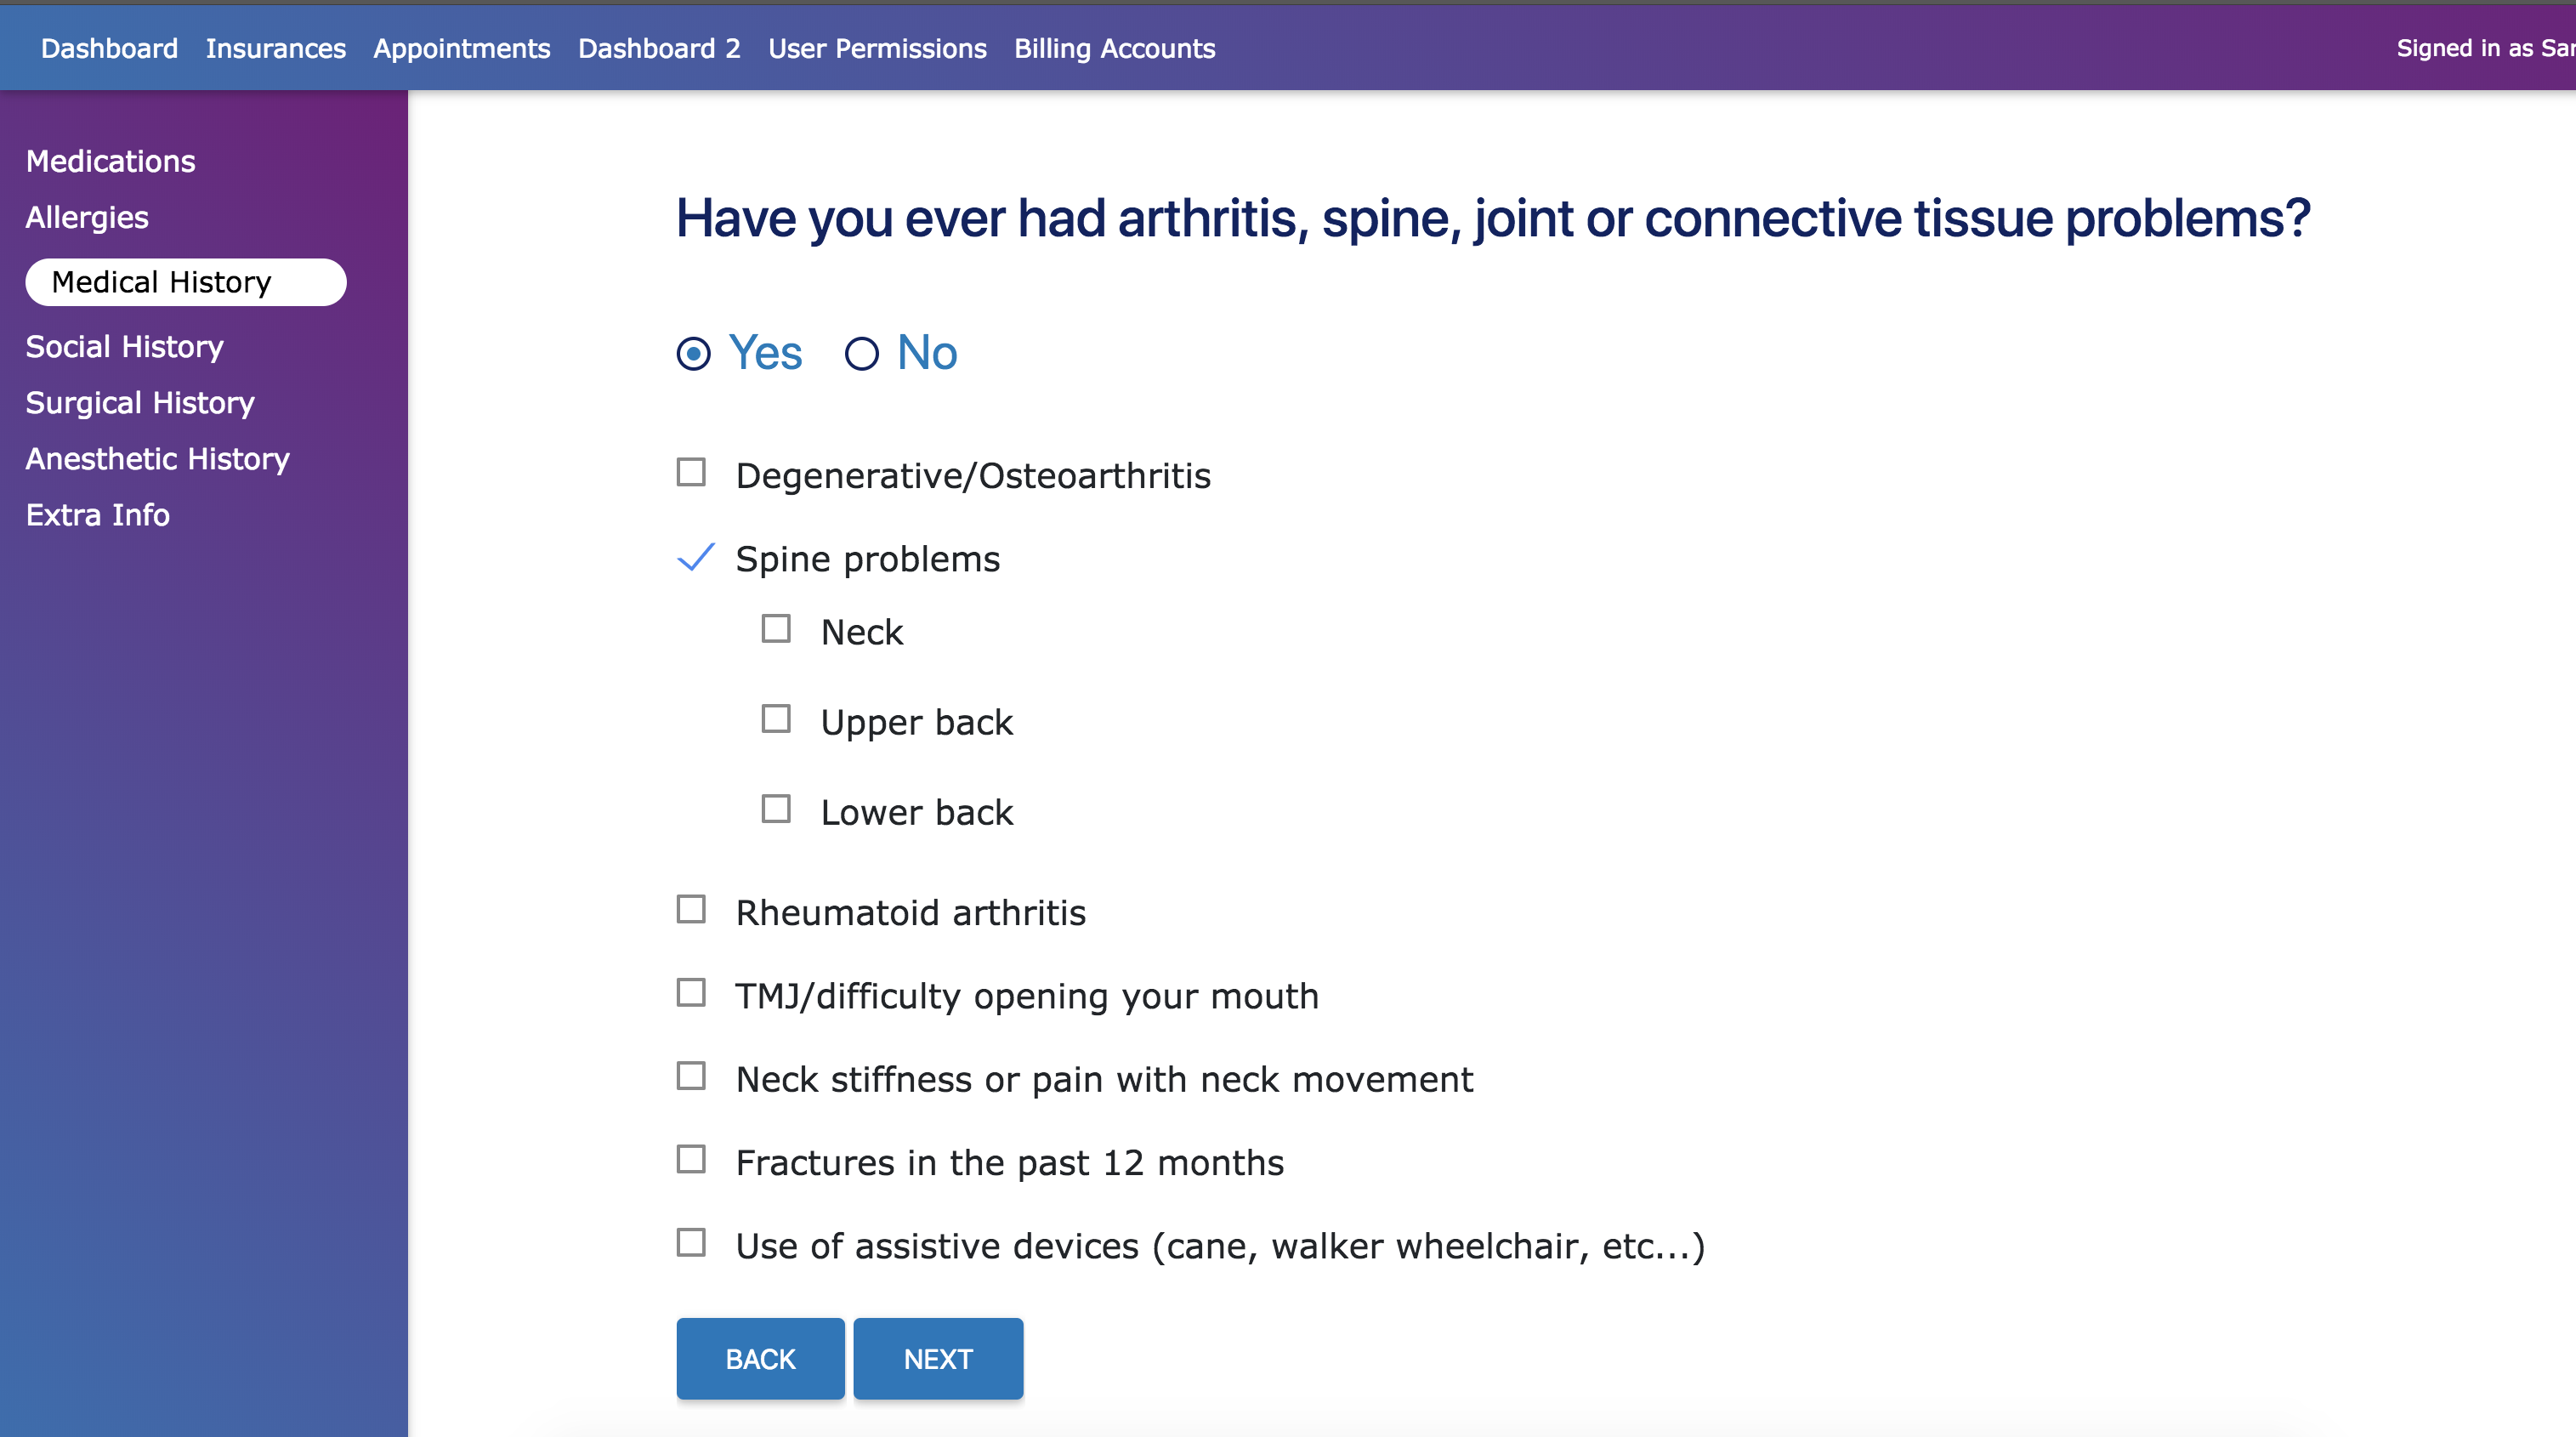 Dashboard Insurances Appointments Dashboard 2 User Permissions Billing Accounts Signed in as
Medications
Allergies
Medical History
Social History
Surgical History
Anesthetic History
Extra Info
Have you ever had arthritis, spine, joint or connective tissue problems?
Yes No
Degenerative/Osteoarthritis
Spine problems
Neck
Upper back
Lower back
Rheumatoid arthritis
TMJ/difficulty opening your mouth
Neck stiffness or pain with neck movement
Fractures in the past 12 months
Use of assistive devices (cane, walker wheelchair, etc...)
BACK NEXT